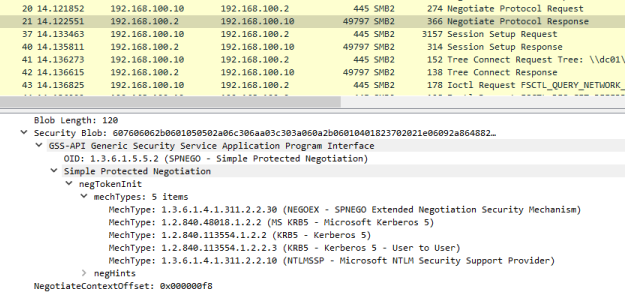 20 14.121852 192.168.100.10 192.168.100.2 445 SMB2 274 Negotiate Protocol Request
21 14.122551 192.168.100.2 192.168.100.10 49797 SMB2 366 Negotiate Protocol Response
37 14.133463 192.168.100.10 192.168.100.2 445 SMB2 3157 Session Setup Request
40 14.135811 192.168.100.2 192.168.100.10 49797 SMB2 314 Session Setup Response
41 14.136273 192.168.100.10 192.168.100.2 445 SMB2 152 Tree Connect Request Tree: \\dc01\
42 14.136615 192.168.100.2 192.168.100.10 49797 SMB2 138 Tree Connect Response
43 14.136825 192.168.100.10 192.168.100.2 445 SMB2 178 Ioctl Request FSCTL_QUERY_NETWORK_
Blob Length: 120
Security Blob: 607606062b0601050502a06c306aa03c303a060a2b06010401823702021e06092a864882…
GSS-API Generic Security Service Application Program Interface
OID: 1.3.6.1.5.5.2 (SPNEGO - Simple Protected Negotiation)
Simple Protected Negotiation
negTokenInit
mechTypes: 5 items
MechType: 1.3.6.1.4.1.311.2.2.30 (NEGOEX - SPNEGO Extended Negotiation Security Mechanism)
MechType: 1.2.840.48018.1.2.2 (MS KRB5 - Microsoft Kerberos 5)
MechType: 1.2.840.113554.1.2.2 (KRB5 - Kerberos 5)
MechType: 1.2.840.113554.1.2.2.3 (KRB5 - Kerberos 5 - User to User)
MechType: 1.3.6.1.4.1.311.2.2.10 (NTLMSSP - Microsoft NTLM Security Support Provider)
negHints
NegotiateContextOffset: 0x000000f8